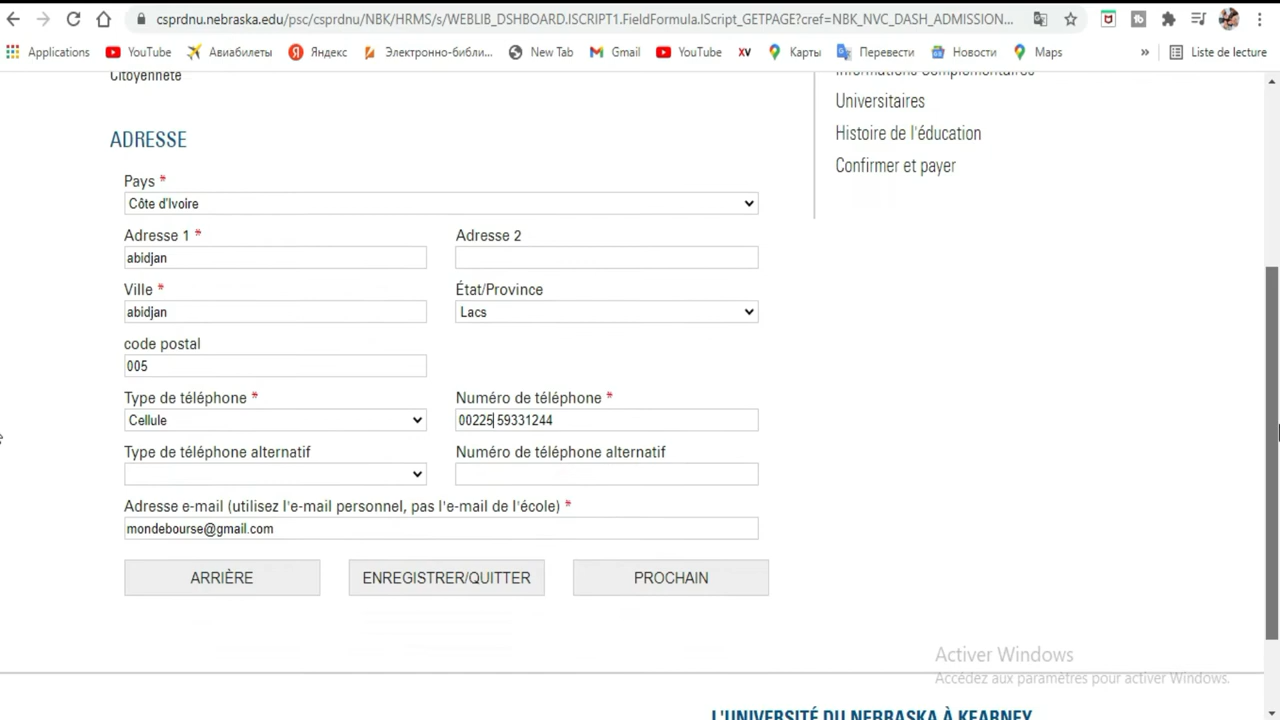 csprdnu.nebraska.edu/psc/csprdnu/NBK/HRMS/s/WEBLIB_DSHBOARD.ISCRIPT1.FieldFormula.IScript_GETPAGE?cref=NBK_NVC_DASH_ADMISSION...
Applications YouTube Авиабилеты Яндекс Электронно-библи... New Tab Gmail YouTube XV Карты Перевести Новости Maps » Liste de lecture
Citoyenneté
Informations complémentaires
Universitaires
Histoire de l'éducation
Confirmer et payer
ADRESSE
Pays *
Côte d'Ivoire
Adresse 1 * Adresse 2
abidjan
Ville * État/Province
abidjan Lacs
code postal
005
Type de téléphone * Numéro de téléphone *
Cellule 00225 59331244
Type de téléphone alternatif Numéro de téléphone alternatif
Adresse e-mail (utilisez l'e-mail personnel, pas l'e-mail de l'école) *
mondebourse@gmail.com
ARRIÈRE ENREGISTRER/QUITTER PROCHAIN
Activer Windows
Accédez aux paramètres pour activer Windows.
L'UNIVERSITÉ DU NEBRASKA À KEARNEY